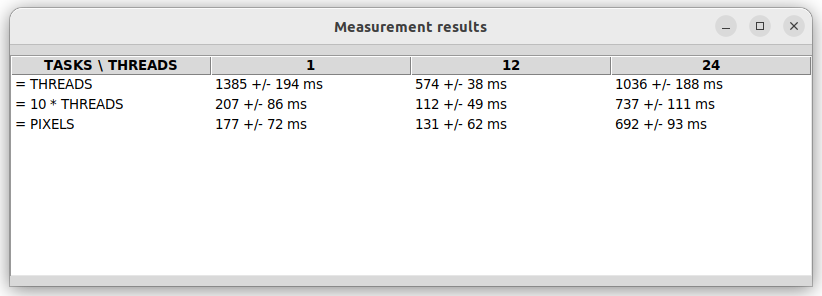 Measurement results
TASKS \ THREADS 1 12 24
= THREADS 1385 +/- 194 ms 574 +/- 38 ms 1036 +/- 188 ms
= 10 * THREADS 207 +/- 86 ms 112 +/- 49 ms 737 +/- 111 ms
= PIXELS 177 +/- 72 ms 131 +/- 62 ms 692 +/- 93 ms